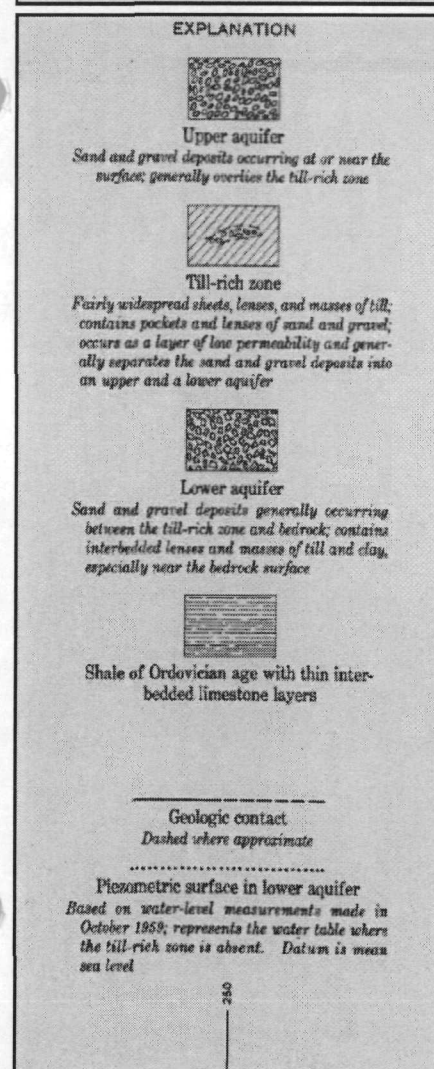 EXPLANATION
Upper aquifer
Sand and gravel deposits occurring at or near the
surface; generally overlies the till-rich zone
Till-rich zone
Fairly widespread sheets, lenses, and masses of till;
contains pockets and lenses of sand and gravel;
occurs as a layer of low permeability and gener-
ally separates the sand and gravel deposits into
an upper and a lower aquifer
Lower aquifer
Sand and gravel deposits generally occurring
between the till-rich zone and bedrock; contains
interbedded lenses and masses of till and clay,
especially near the bedrock surface
Shale of Ordovician age with thin inter-
bedded limestone layers
Geologic contact
Dashed where approximate
Piezometric surface in lower aquifer
Based on water-level measurements made in
October 1959; represents the water table where
the till-rich zone is absent. Datum is mean
sea level
250